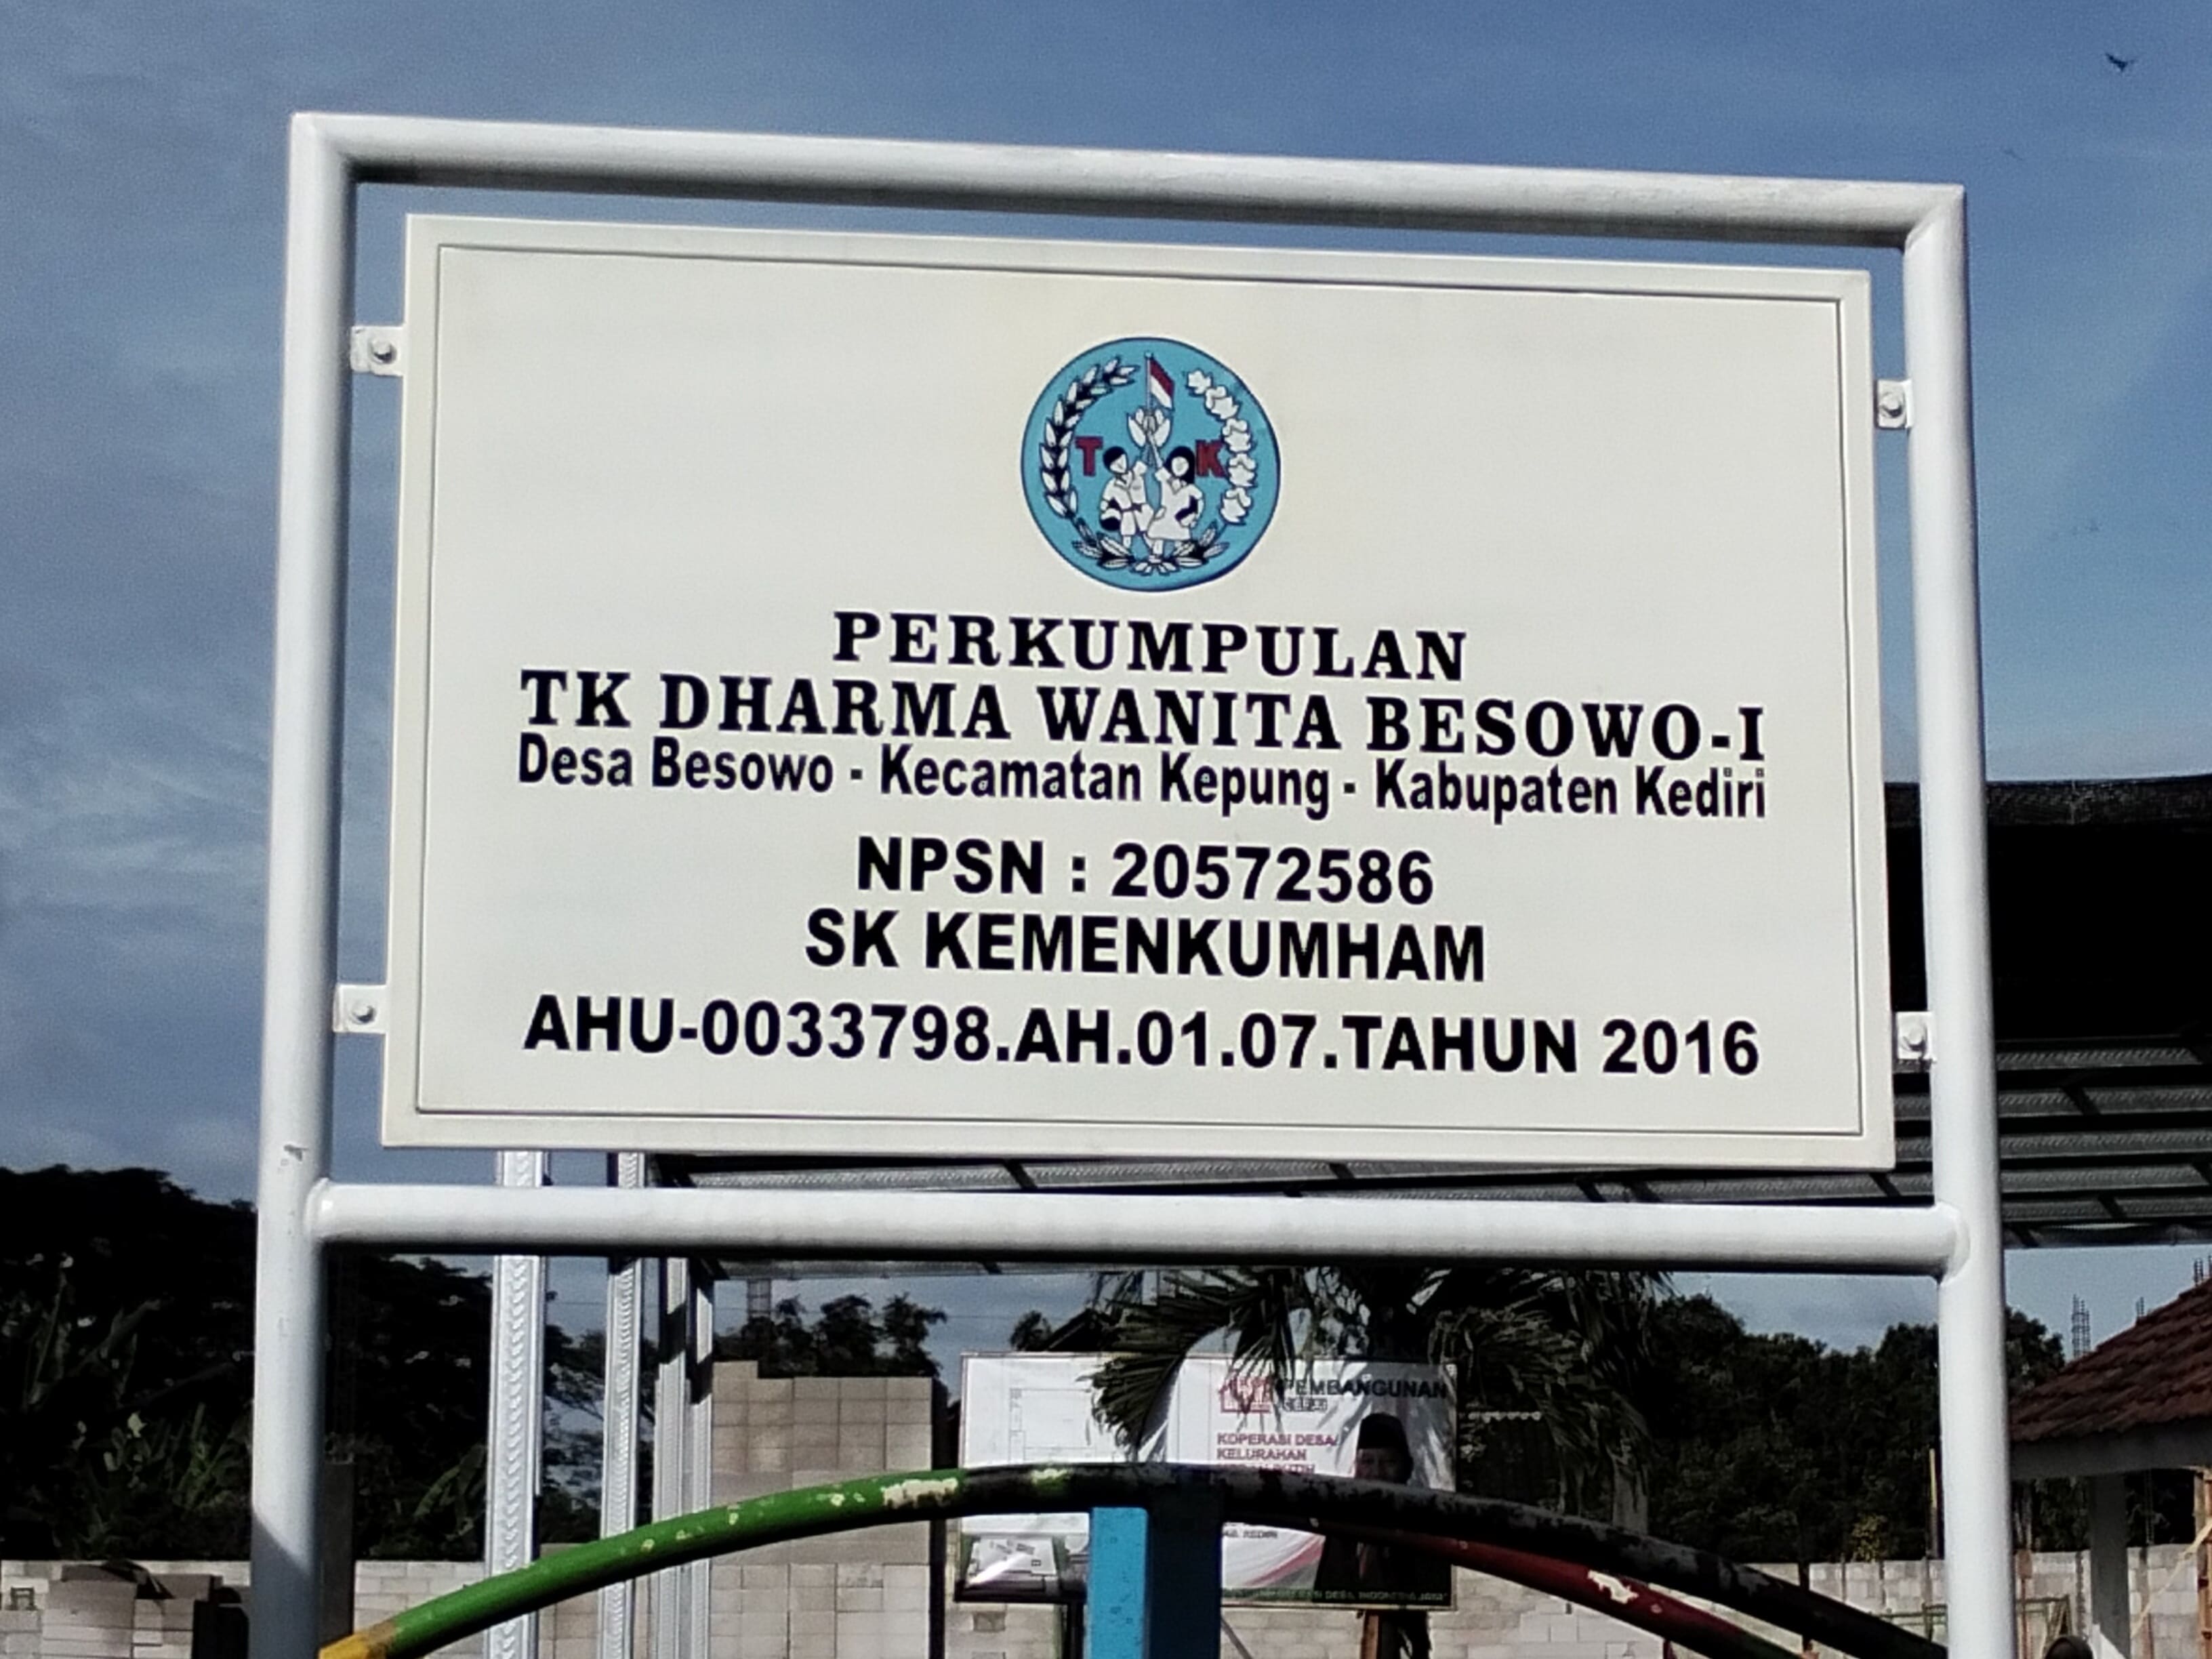 T K
PERKUMPULAN
TK DHARMA WANITA BESOWO-I
Desa Besowo - Kecamatan Kepung - Kabupaten Kediri
NPSN : 20572586
SK KEMENKUMHAM
AHU-0033798.AH.01.07.TAHUN 2016
PEMBANGUNAN
KOPERASI DESA/
KELURAHAN